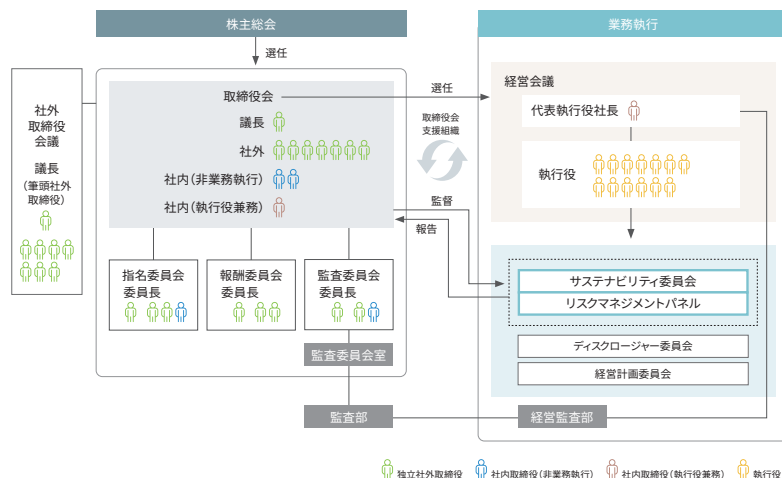 株主総会
業務執行
選任
社外
取締役
会議
議長
(筆頭社外
取締役)
取締役会
議長
社外
社内(非業務執行)
社内(執行役兼務)
選任
取締役会
支援組織
監督
報告
経営会議
代表執行役社長
執行役
指名委員会
委員長
報酬委員会
委員長
監査委員会
委員長
サステナビリティ委員会
リスクマネジメントパネル
ディスクロージャー委員会
経営計画委員会
監査委員会室
監査部
経営監査部
独立社外取締役
社内取締役(非業務執行)
社内取締役(執行役兼務)
執行役